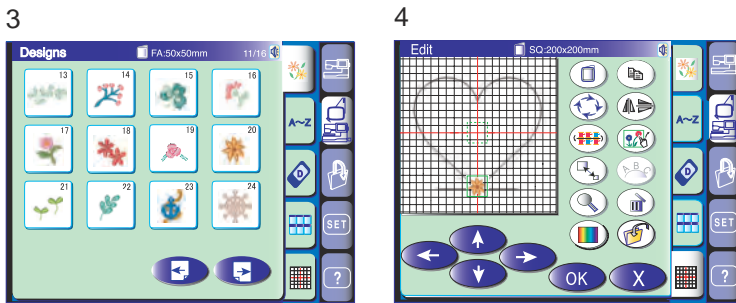 3
Designs FA:50x50mm 11/16
13 14 15 16
17 18 19 20
21 22 23 24
A~Z
D
SET
?
4
Edit SQ:200x200mm
A B C
A~Z
D
SET
OK X ?